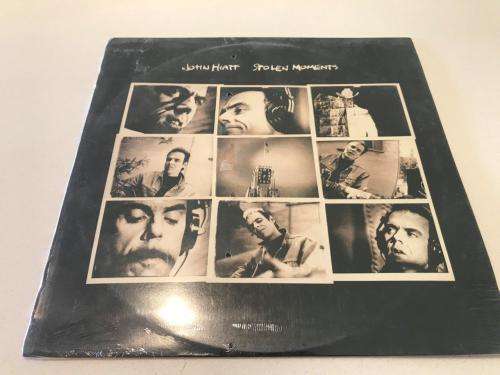 JOHN HIATT STOLEN MOMENTS